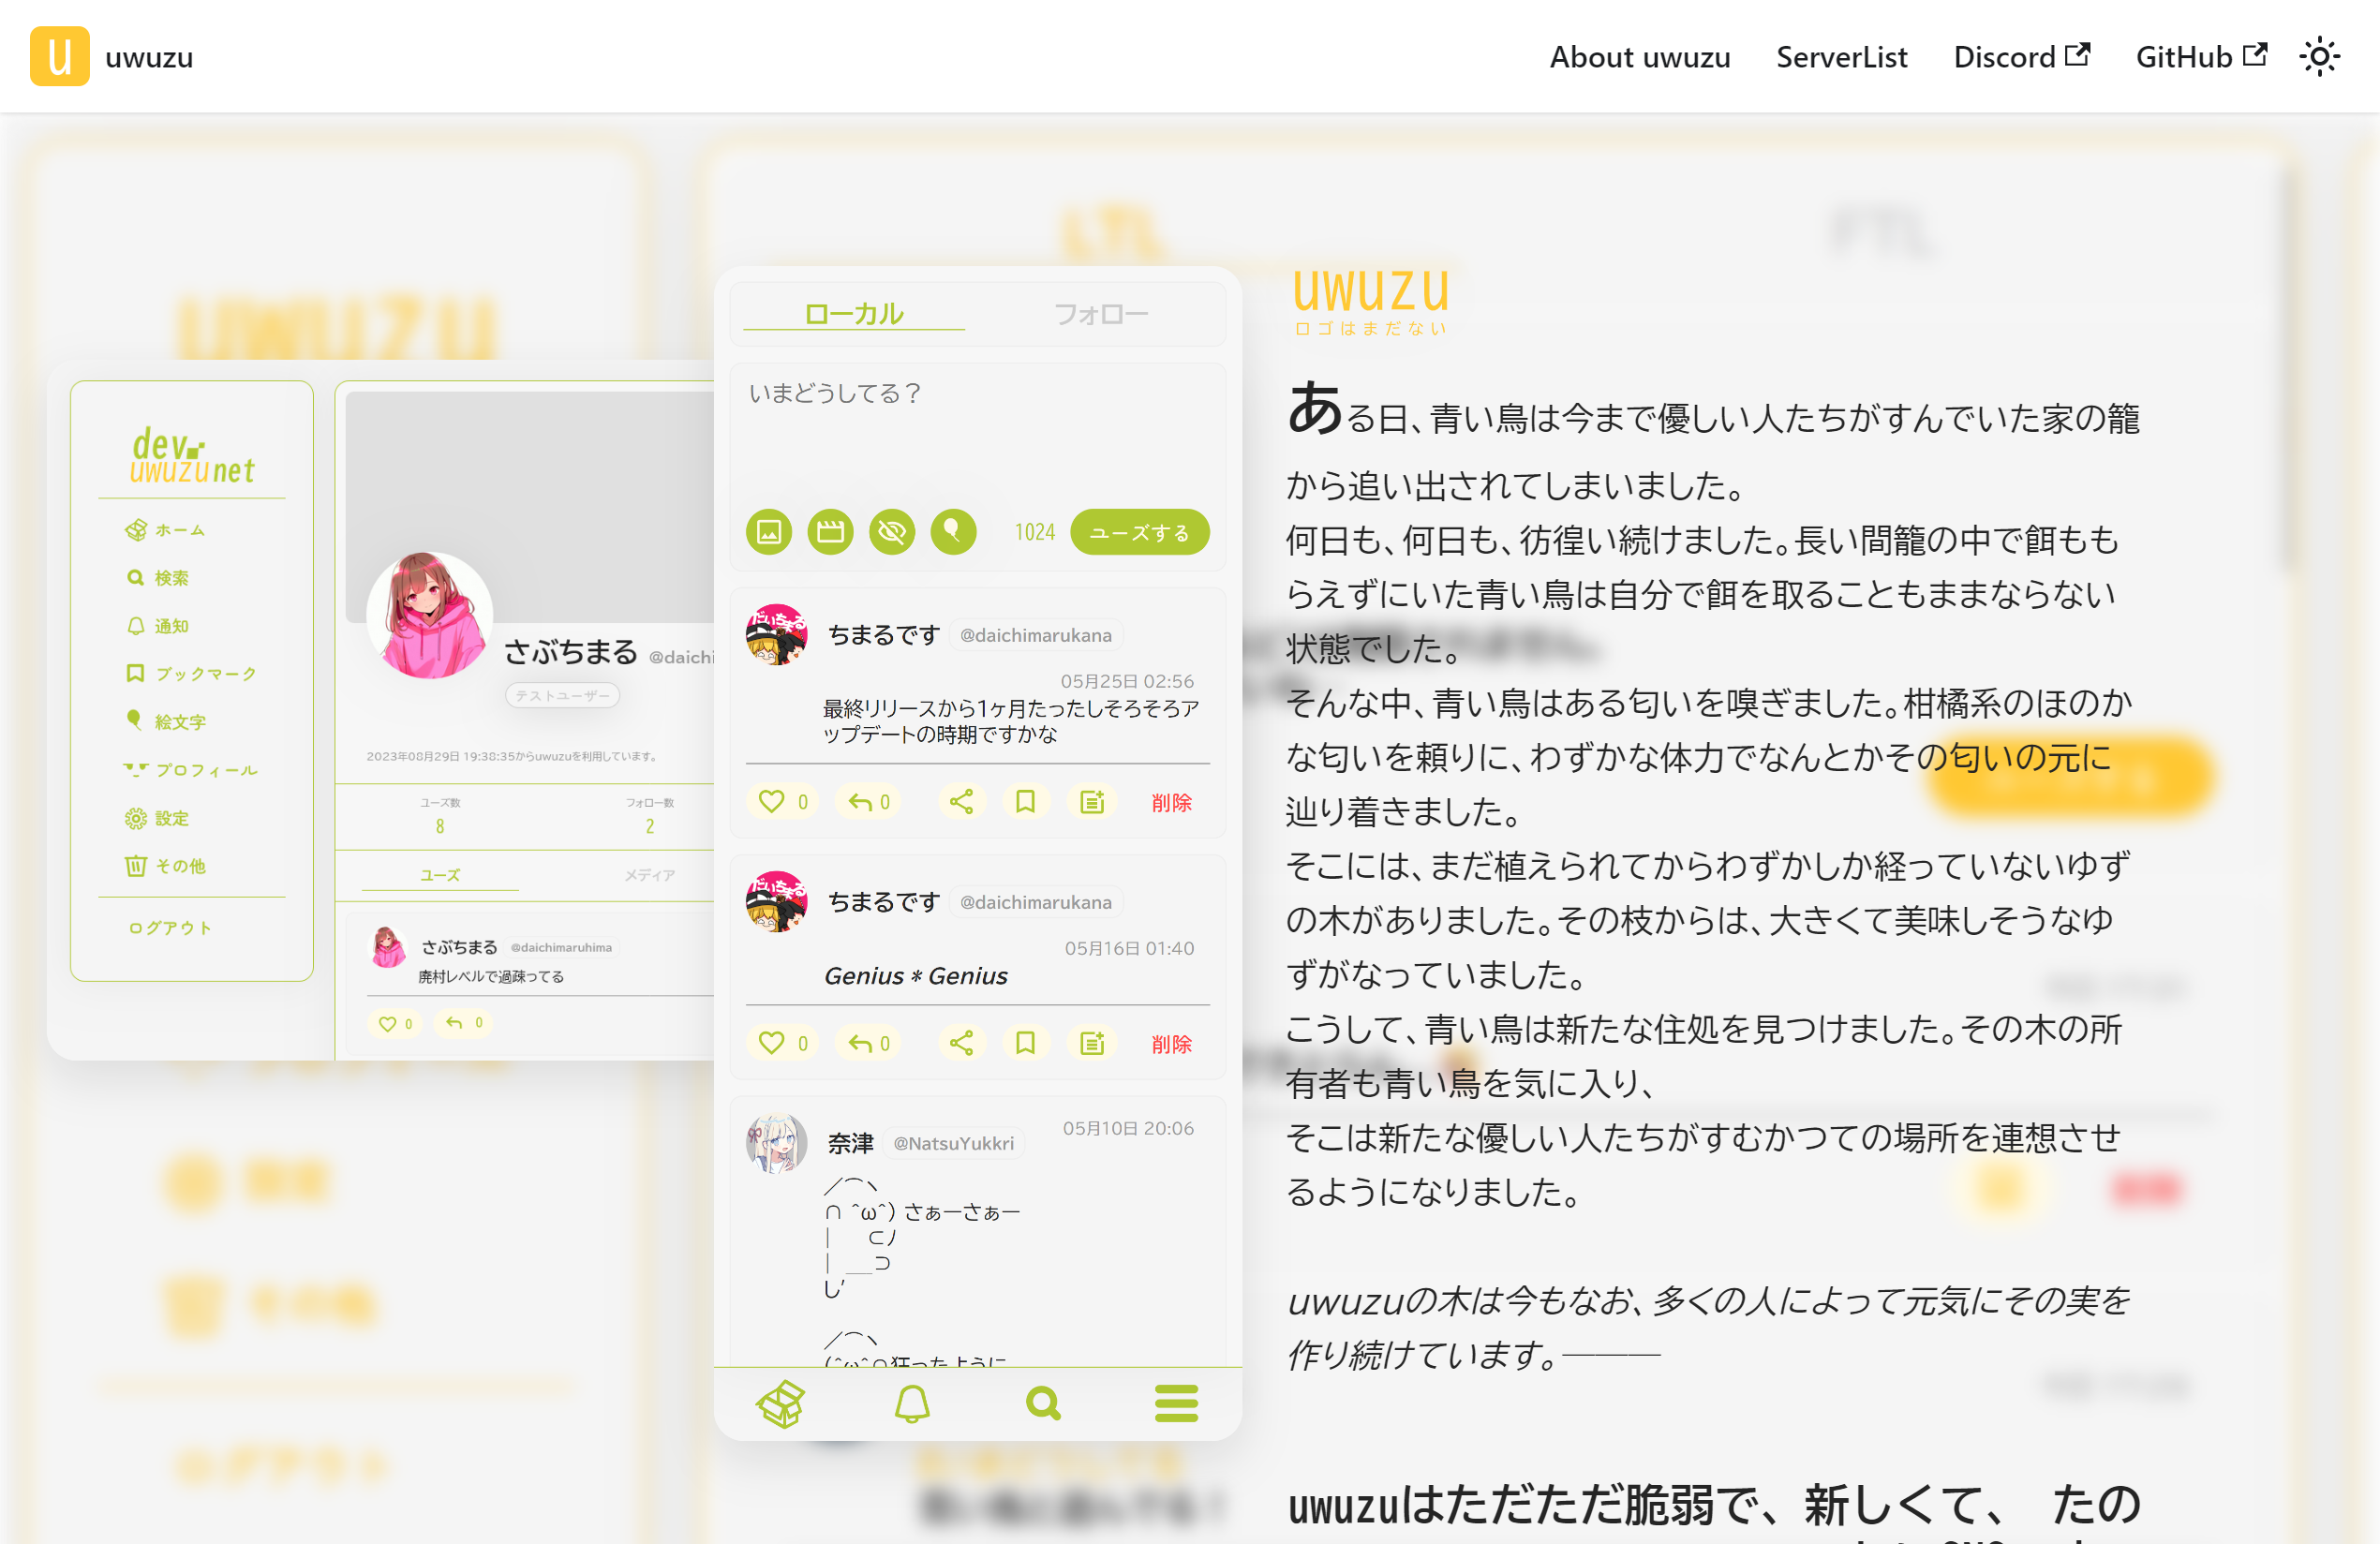 u uwuzu
About uwuzu ServerList Discord GitHub
LTL
FTL
uwuzu
dev
uwuzu net
ホーム
検索
通知
ブックマーク
絵文字
プロフィール
設定
その他
ログアウト
さぶちまる @daichi
テストユーザー
2023年08月29日 19:38:35からuwuzuを利用しています。
ユーズ数 フォロー数
8 2
ユーズ メディア
さぶちまる @daichimaruhima
廃村レベルで過疎ってる
0 0
ローカル フォロー
いまどうしてる？
1024 ユーズする
だいちまる
ちまるです @daichimarukana
05月25日 02:56
最終リリースから1ヶ月たったしそろそろア
ップデートの時期ですかな
0 0 削除
だいちまる
ちまるです @daichimarukana
05月16日 01:40
Genius * Genius
0 0 削除
奈津 @NatsuYukkri 05月10日 20:06
／⌒ヽ
∩ ^ω^) さぁーさぁー
|　 ⊂ﾉ
| ＿_⊃
し′
／⌒ヽ
(^ω^∩狂ったように
uwuzu
ロゴはまだない
ある日、青い鳥は今まで優しい人たちがすんでいた家の籠
から追い出されてしまいました。
何日も、何日も、彷徨い続けました。長い間籠の中で餌もも
らえずにいた青い鳥は自分で餌を取ることもままならない
状態でした。
そんな中、青い鳥はある匂いを嗅ぎました。柑橘系のほのか
な匂いを頼りに、わずかな体力でなんとかその匂いの元に
辿り着きました。
そこには、まだ植えられてからわずかしか経っていないゆず
の木がありました。その枝からは、大きくて美味しそうなゆ
ずがなっていました。
こうして、青い鳥は新たな住処を見つけました。その木の所
有者も青い鳥を気に入り、
そこは新たな優しい人たちがすむかつての場所を連想させ
るようになりました。
uwuzuの木は今もなお、多くの人によって元気にその実を
作り続けています。―――
uwuzuはただただ脆弱で、新しくて、 たの
その他
ログアウト